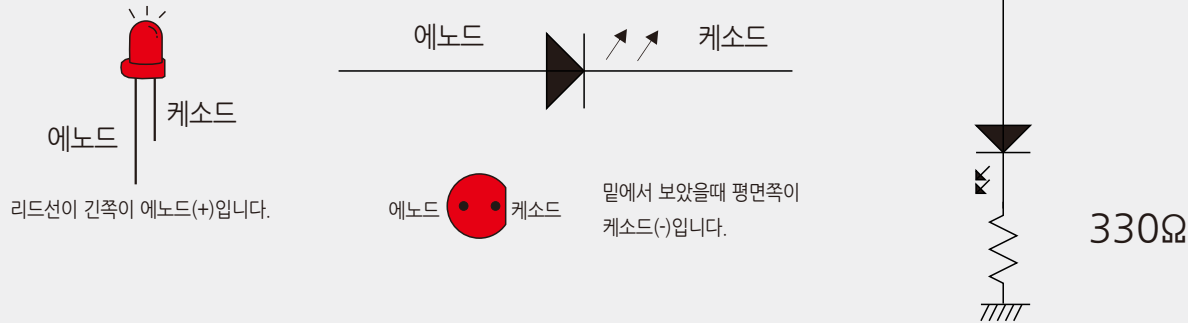 에노드
케소드
리드선이 긴쪽이 에노드(+)입니다.
에노드
케소드
에노드
케소드
밑에서 보았을때 평면쪽이
케소드(-)입니다.
330Ω